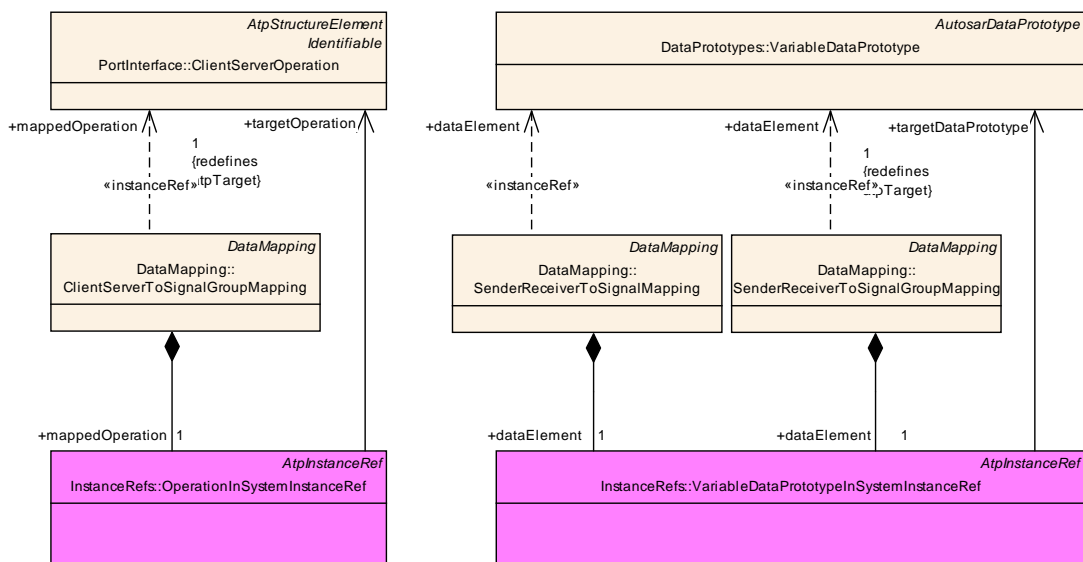 AtpStructureElement
Identifiable
PortInterface::ClientServerOperation
AutosarDataPrototype
DataPrototypes::VariableDataPrototype
+mappedOperation
+targetOperation
+dataElement
+dataElement
+targetDataPrototype
1
{redefines
atpTarget}
«instanceRef»
«instanceRef»
1
{redefines
atpTarget}
«instanceRef»
DataMapping
DataMapping::
ClientServerToSignalGroupMapping
DataMapping
DataMapping::
SenderReceiverToSignalMapping
DataMapping
DataMapping::
SenderReceiverToSignalGroupMapping
+mappedOperation 1
+dataElement 1
+dataElement 1
AtpInstanceRef
InstanceRefs::OperationInSystemInstanceRef
AtpInstanceRef
InstanceRefs::VariableDataPrototypeInSystemInstanceRef